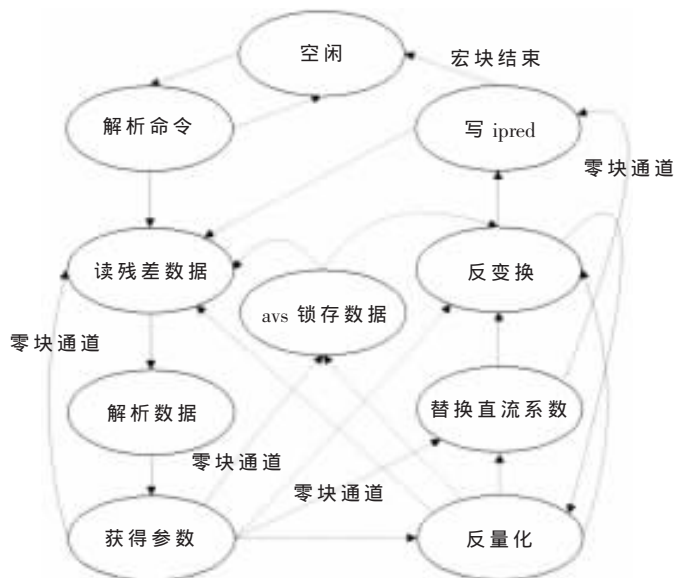 空闲
宏块结束
解析命令
写 ipred
零块通道
读残差数据
反变换
avs 锁存数据
零块通道
解析数据
替换直流系数
零块通道
零块通道
获得参数
反量化